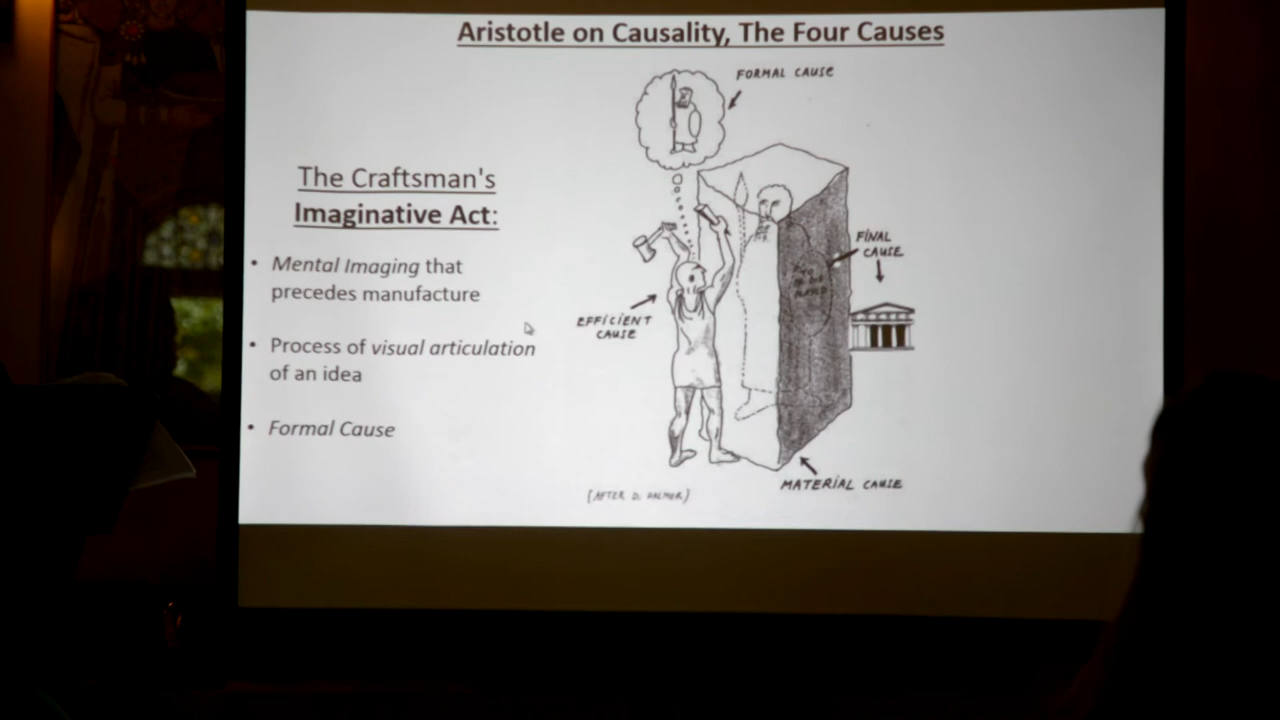 Aristotle on Causality, The Four Causes
FORMAL CAUSE
The Craftsman's
Imaginative Act:
• Mental Imaging that
precedes manufacture
• Process of visual articulation
of an idea
• Formal Cause
EFFICIENT
CAUSE
FINAL
CAUSE
MATERIAL CAUSE
(AFTER D. PALMER)